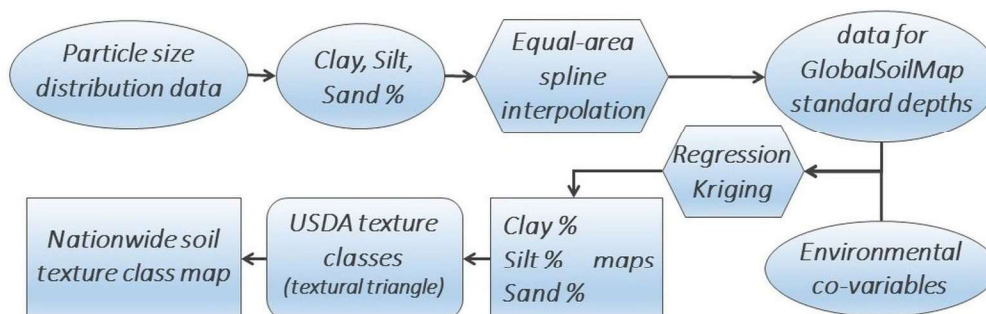 Particle size
distribution data
Clay, Silt,
Sand %
Equal-area
spline
interpolation
data for
GlobalSoilMap
standard depths
Regression
Kriging
Environmental
co-variables
Clay %
Silt % maps
Sand %
USDA texture
classes
(textural triangle)
Nationwide soil
texture class map